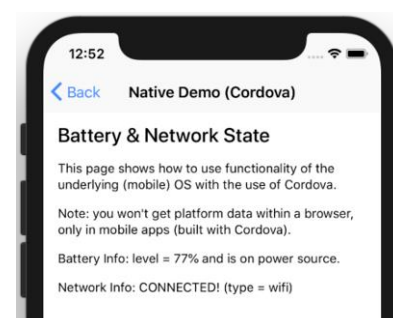 12:52
Back Native Demo (Cordova)
Battery & Network State
This page shows how to use functionality of the
underlying (mobile) OS with the use of Cordova.
Note: you won't get platform data within a browser,
only in mobile apps (built with Cordova).
Battery Info: level = 77% and is on power source.
Network Info: CONNECTED! (type = wifi)